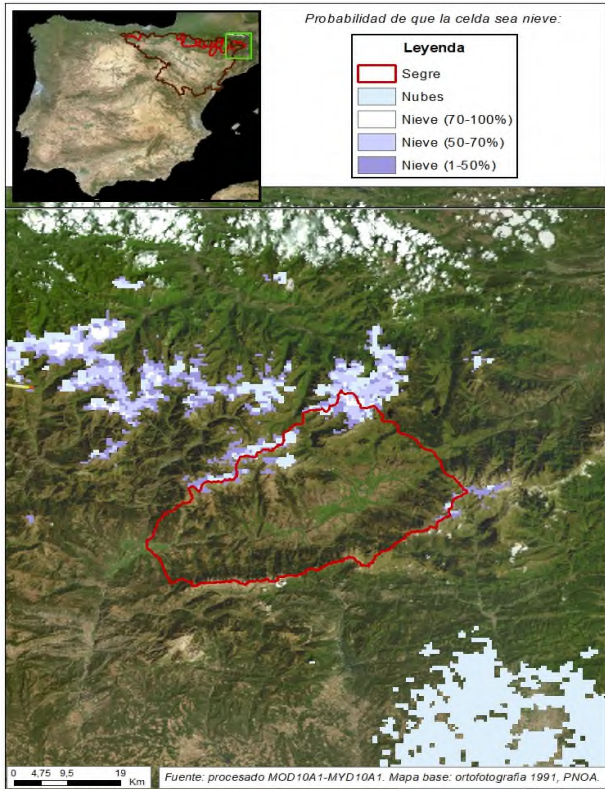 Probabilidad de que la celda sea nieve:
Leyenda
Segre
Nubes
Nieve (70-100%)
Nieve (50-70%)
Nieve (1-50%)
0 4,75 9,5 19
Km
Fuente: procesado MOD10A1-MYD10A1. Mapa base: ortofotografía 1991, PNOA.